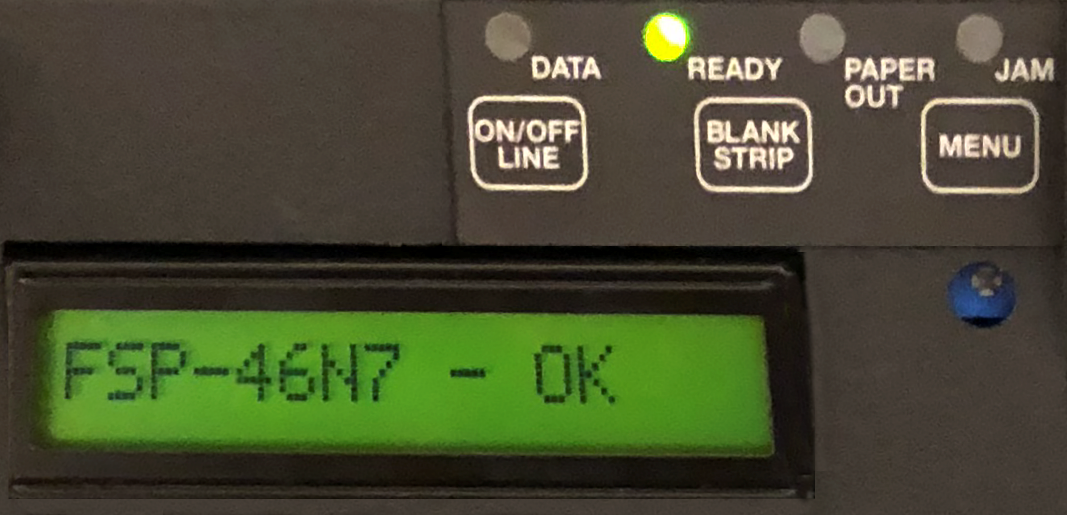 DATA
READY
PAPER
OUT
JAM
ON/OFF
LINE
BLANK
STRIP
MENU
FSP-46N7 - OK